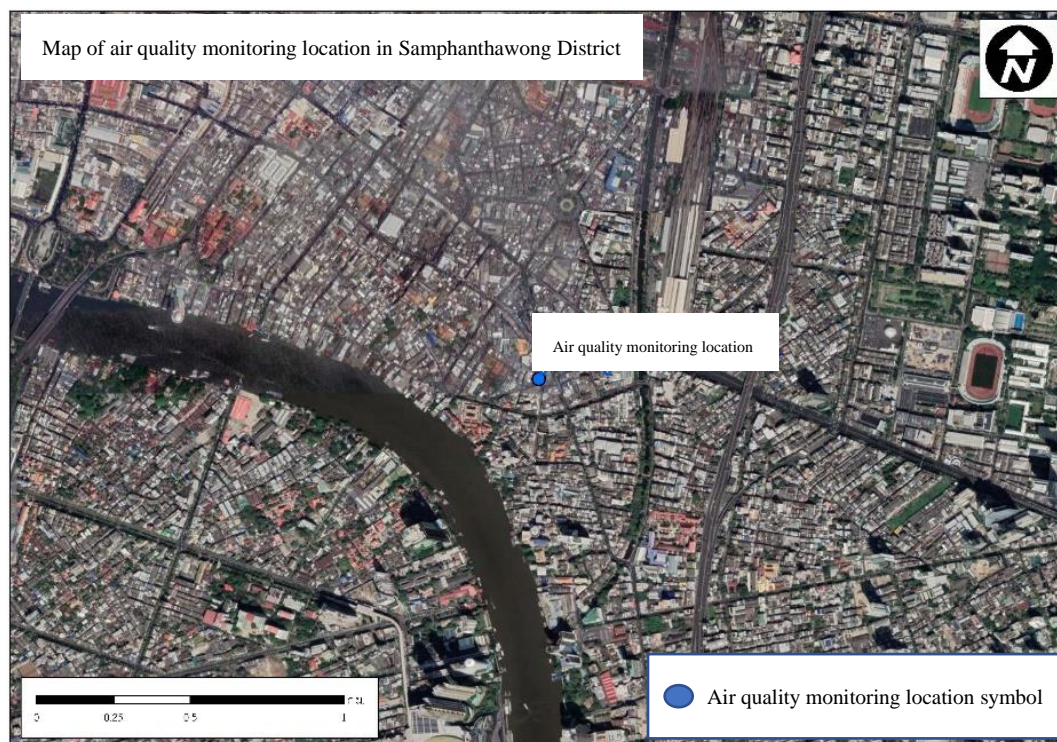 Map of air quality monitoring location in Samphanthawong District
N
Air quality monitoring location
0 0.25 0.5 1
Air quality monitoring location symbol